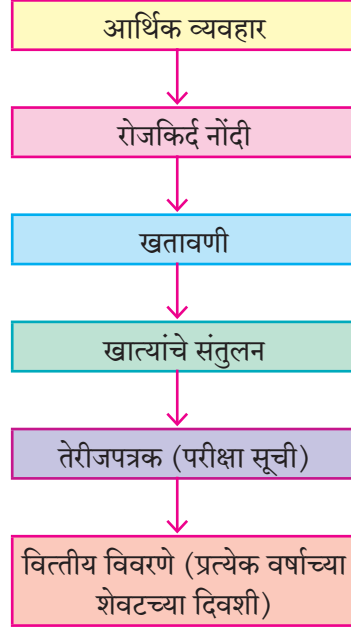 आर्थिक व्यवहार
रोजकिर्द नोंदी
खतावणी
खात्यांचे संतुलन
तेरीजपत्रक (परीक्षा सूची)
वित्तीय विवरणे (प्रत्येक वर्षाच्या
शेवटच्या दिवशी)